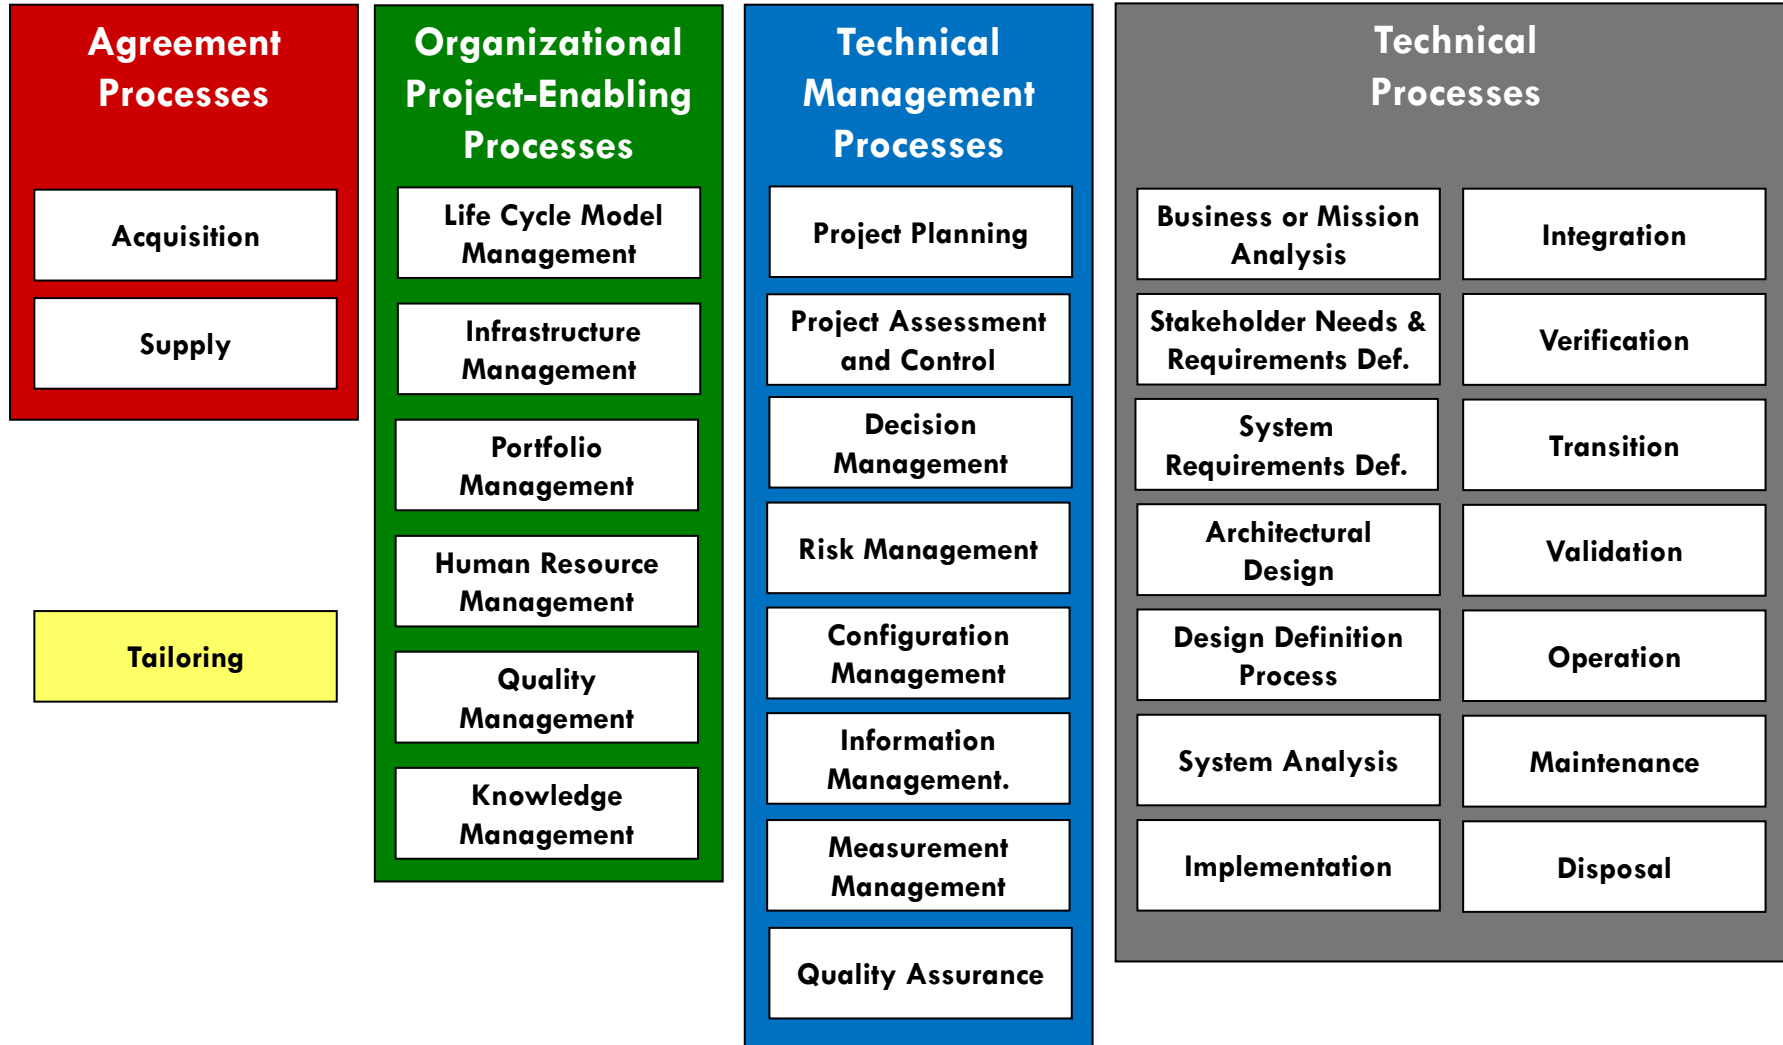 Agreement
Processes
Acquisition
Supply
Tailoring
Organizational
Project-Enabling
Processes
Life Cycle Model
Management
Infrastructure
Management
Portfolio
Management
Human Resource
Management
Quality
Management
Knowledge
Management
Technical
Management
Processes
Project Planning
Project Assessment
and Control
Decision
Management
Risk Management
Configuration
Management
Information
Management.
Measurement
Management
Quality Assurance
Technical
Processes
Business or Mission
Analysis
Stakeholder Needs &
Requirements Def.
System
Requirements Def.
Architectural
Design
Design Definition
Process
System Analysis
Implementation
Integration
Verification
Transition
Validation
Operation
Maintenance
Disposal